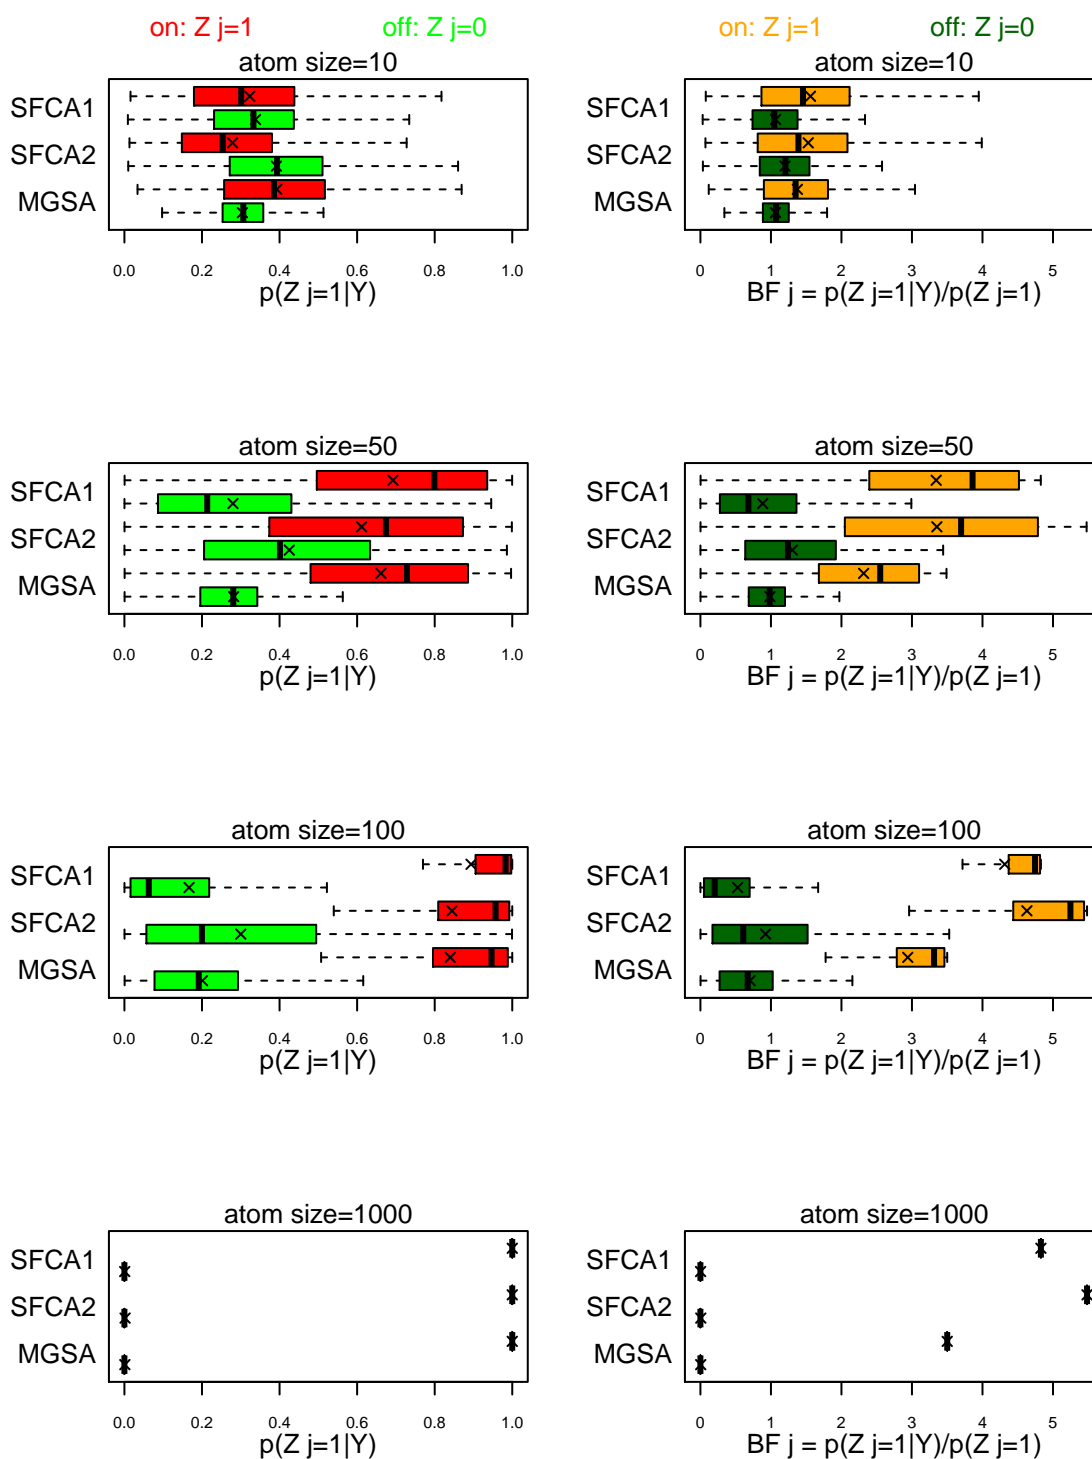 on: Z j=1 off: Z j=0 on: Z j=1 off: Z j=0
atom size=10 atom size=10
SFCA1 SFCA1
SFCA2 SFCA2
MGSA MGSA
0.0 0.2 0.4 0.6 0.8 1.0 0 1 2 3 4 5
p(Z j=1|Y) BF j = p(Z j=1|Y)/p(Z j=1)
atom size=50 atom size=50
SFCA1 SFCA1
SFCA2 SFCA2
MGSA MGSA
0.0 0.2 0.4 0.6 0.8 1.0 0 1 2 3 4 5
p(Z j=1|Y) BF j = p(Z j=1|Y)/p(Z j=1)
atom size=100 atom size=100
SFCA1 SFCA1
SFCA2 SFCA2
MGSA MGSA
0.0 0.2 0.4 0.6 0.8 1.0 0 1 2 3 4 5
p(Z j=1|Y) BF j = p(Z j=1|Y)/p(Z j=1)
atom size=1000 atom size=1000
SFCA1 SFCA1
SFCA2 SFCA2
MGSA MGSA
0.0 0.2 0.4 0.6 0.8 1.0 0 1 2 3 4 5
p(Z j=1|Y) BF j = p(Z j=1|Y)/p(Z j=1)